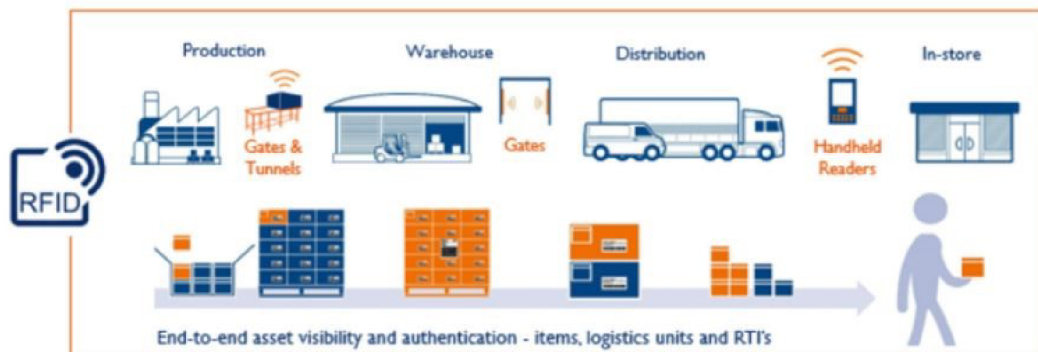 Production
Warehouse
Distribution
In-store
Gates &
Tunnels
Gates
Handheld
Readers
RFID
End-to-end asset visibility and authentication - items, logistics units and RTI's